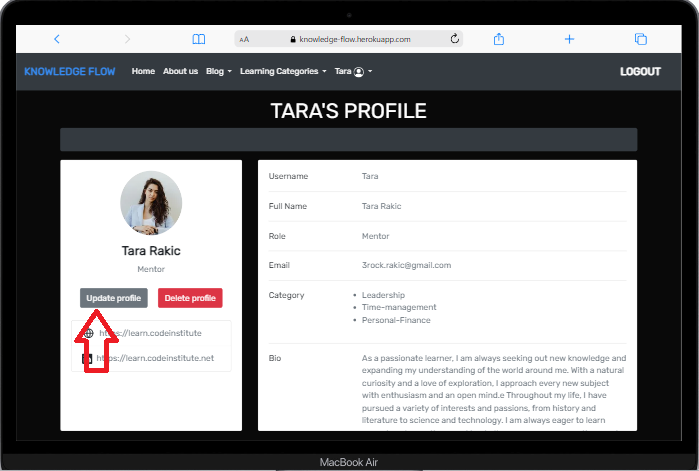 AA knowledge-flow.herokuapp.com
KNOWLEDGE FLOW Home About us Blog Learning Categories Tara LOGOUT
TARA'S PROFILE
Tara Rakic
Mentor
Update profile Delete profile
https://learn.codeinstitute
https://learn.codeinstitute.net
Username Tara
Full Name Tara Rakic
Role Mentor
Email 3rock.rakic@gmail.com
Category • Leadership
• Time-management
• Personal-Finance
Bio As a passionate learner, I am always seeking out new knowledge and
expanding my understanding of the world around me. With a natural
curiosity and a love of exploration, I approach every new subject
with enthusiasm and an open mind.e Throughout my life, I have
pursued a variety of interests and passions, from history and
literature to science and technology. I am always eager to learn
MacBook Air